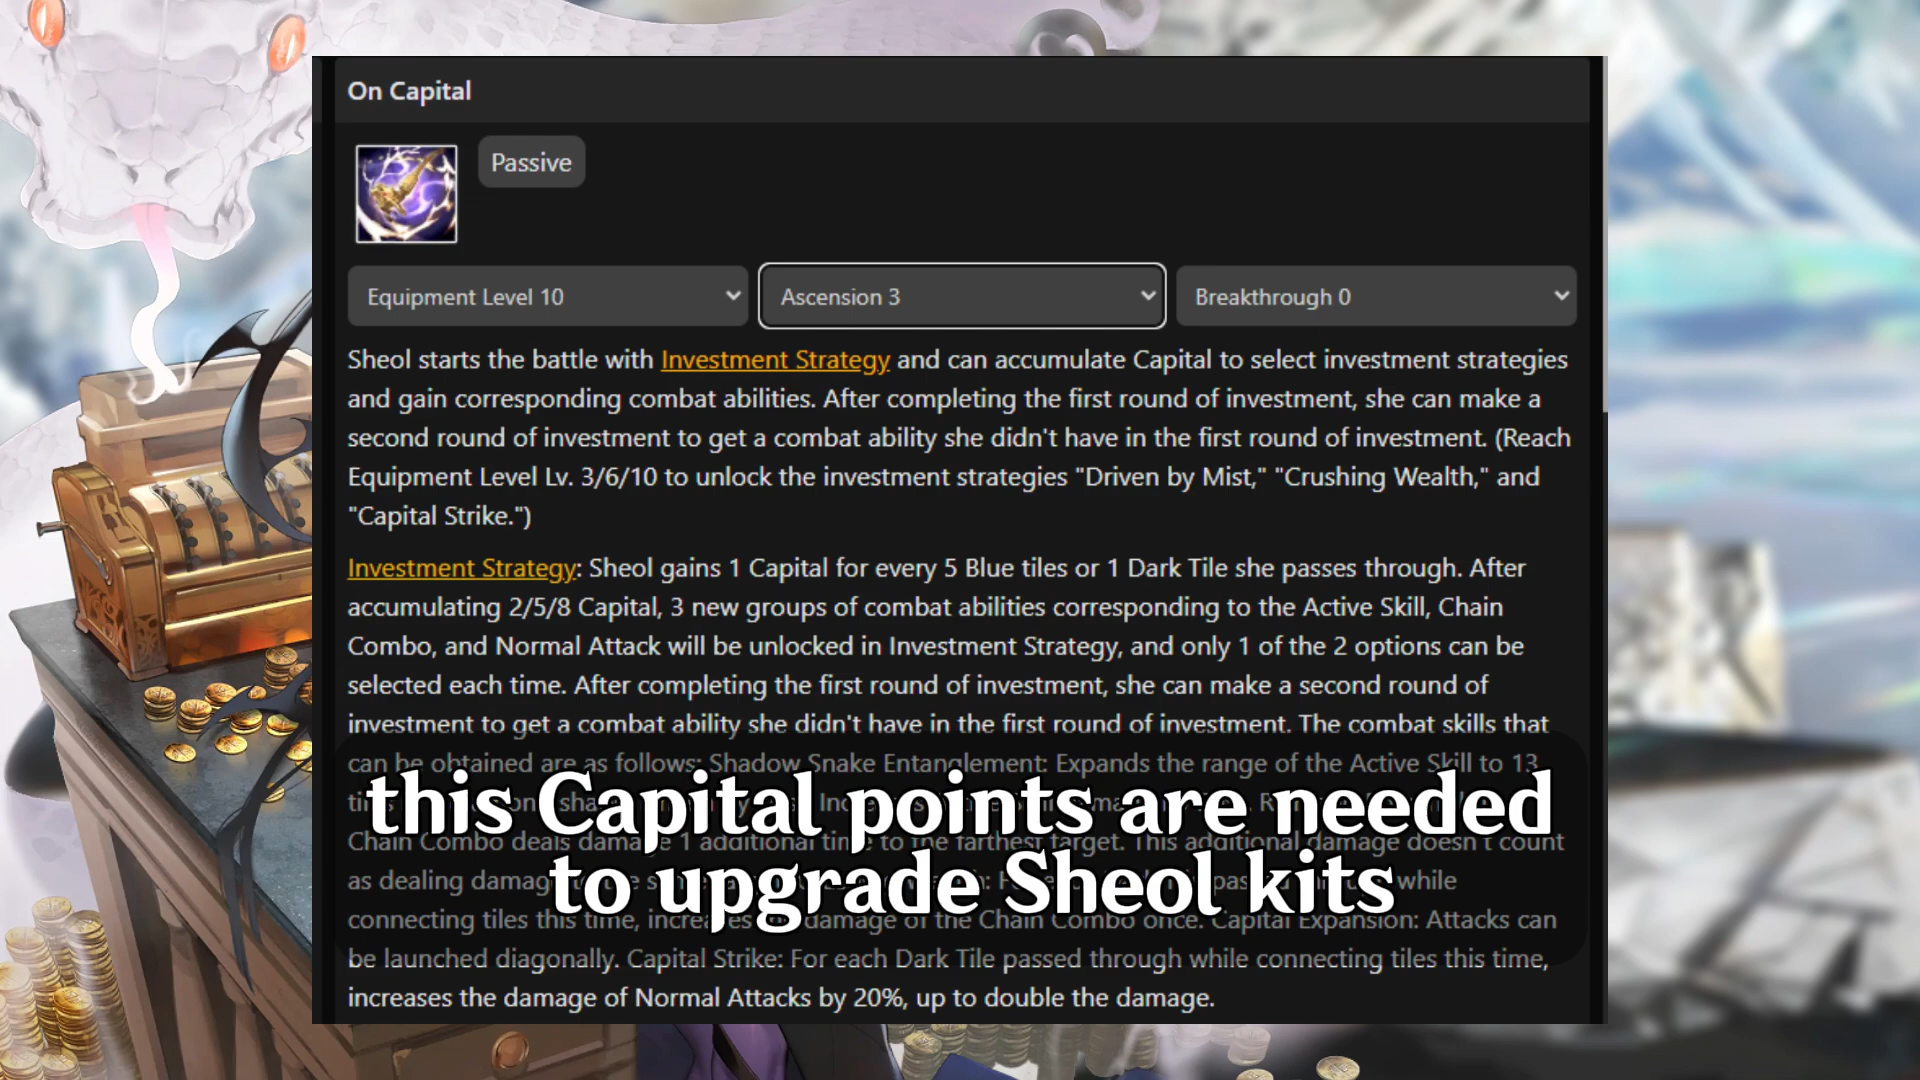 On Capital
Passive
Equipment Level 10
Ascension 3
Breakthrough 0
Sheol starts the battle with Investment Strategy and can accumulate Capital to select investment strategies
and gain corresponding combat abilities. After completing the first round of investment, she can make a
second round of investment to get a combat ability she didn't have in the first round of investment. (Reach
Equipment Level Lv. 3/6/10 to unlock the investment strategies "Driven by Mist," "Crushing Wealth," and
"Capital Strike.")
Investment Strategy: Sheol gains 1 Capital for every 5 Blue tiles or 1 Dark Tile she passes through. After
accumulating 2/5/8 Capital, 3 new groups of combat abilities corresponding to the Active Skill, Chain
Combo, and Normal Attack will be unlocked in Investment Strategy, and only 1 of the 2 options can be
selected each time. After completing the first round of investment, she can make a second round of
investment to get a combat ability she didn't have in the first round of investment. The combat skills that
can be obtained are as follows: Shadow Snake Entanglement: Expands the range of the Active Skill to 13
this Capital points are needed
Chain Combo deals damage 1 additional time to the farthest target. This additional damage doesn't count
to upgrade Sheol kits
as dealing damage while
connecting tiles this time, increases damage of the Chain Combo once. Capital Expansion: Attacks can
be launched diagonally. Capital Strike: For each Dark Tile passed through while connecting tiles this time,
increases the damage of Normal Attacks by 20%, up to double the damage.